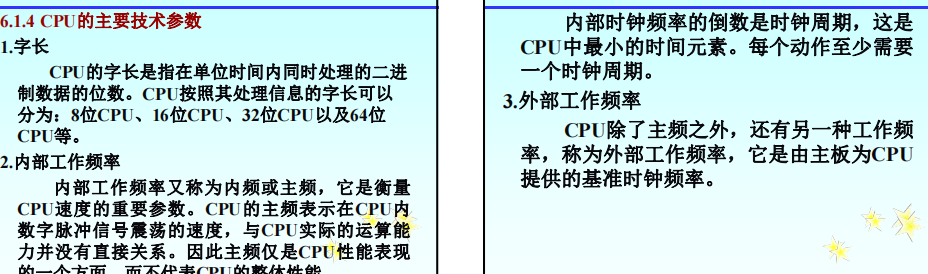 6.1.4 CPU的主要技术参数
1.字长
CPU的字长是指在单位时间内同时处理的二进
制数据的位数。CPU按照其处理信息的字长可以
分为：8位CPU、16位CPU、32位CPU以及64位
CPU等。
2.内部工作频率
内部工作频率又称为内频或主频，它是衡量
CPU速度的重要参数。CPU的主频表示在CPU内
数字脉冲信号震荡的速度，与CPU实际的运算能
力并没有直接关系。因此主频仅是CPU性能表现
的一个方面，而不代表CPU的整体性能
内部时钟频率的倒数是时钟周期，这是
CPU中最小的时间元素。每个动作至少需要
一个时钟周期。
3.外部工作频率
CPU除了主频之外，还有另一种工作频
率，称为外部工作频率，它是由主板为CPU
提供的基准时钟频率。